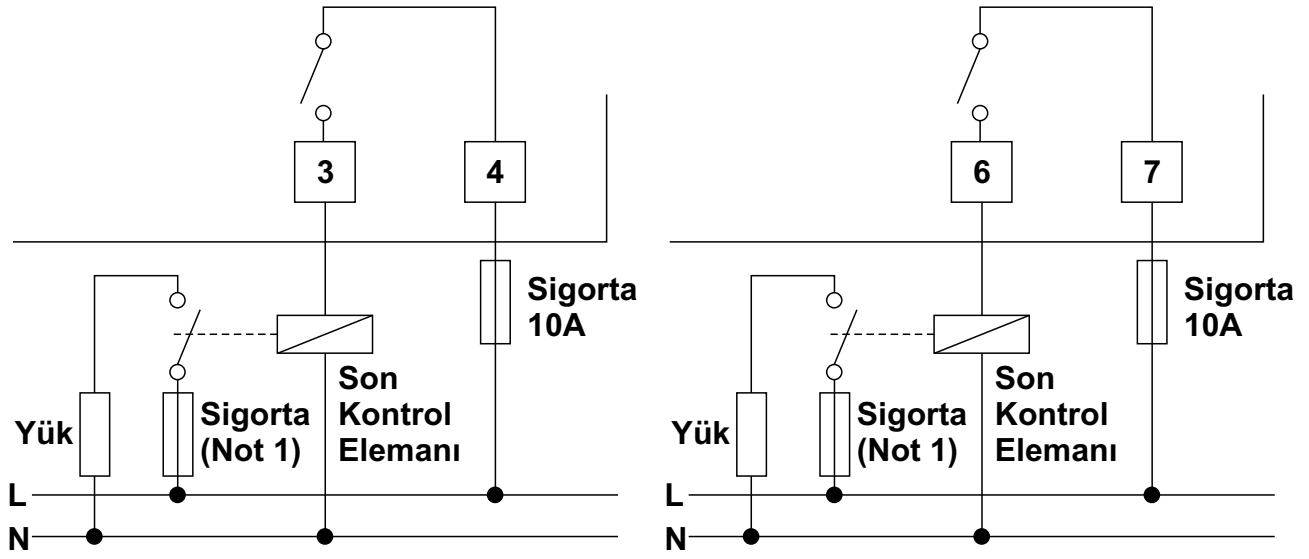 3
4
Sigorta
10A
Son
Kontrol
Elemanı
Sigorta
(Not 1)
Yük
L
N
6
7
Sigorta
10A
Son
Kontrol
Elemanı
Sigorta
(Not 1)
Yük
L
N